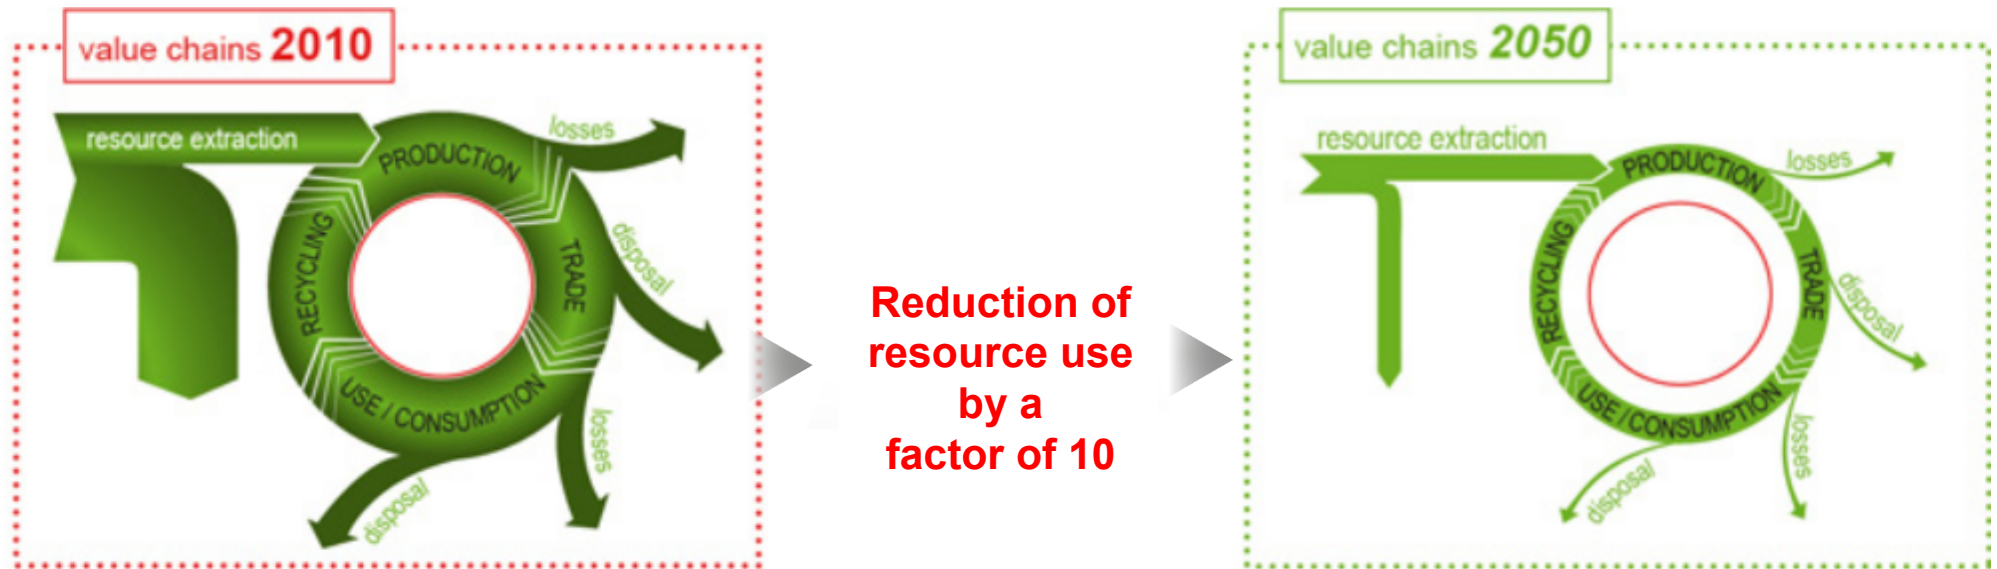 value chains 2010
resource extraction
PRODUCTION
losses
TRADE
disposal
RECYCLING
USE / CONSUMPTION
losses
disposal
Reduction of
resource use
by a
factor of 10
value chains 2050
resource extraction
PRODUCTION
losses
TRADE
disposal
RECYCLING
USE / CONSUMPTION
losses
disposal